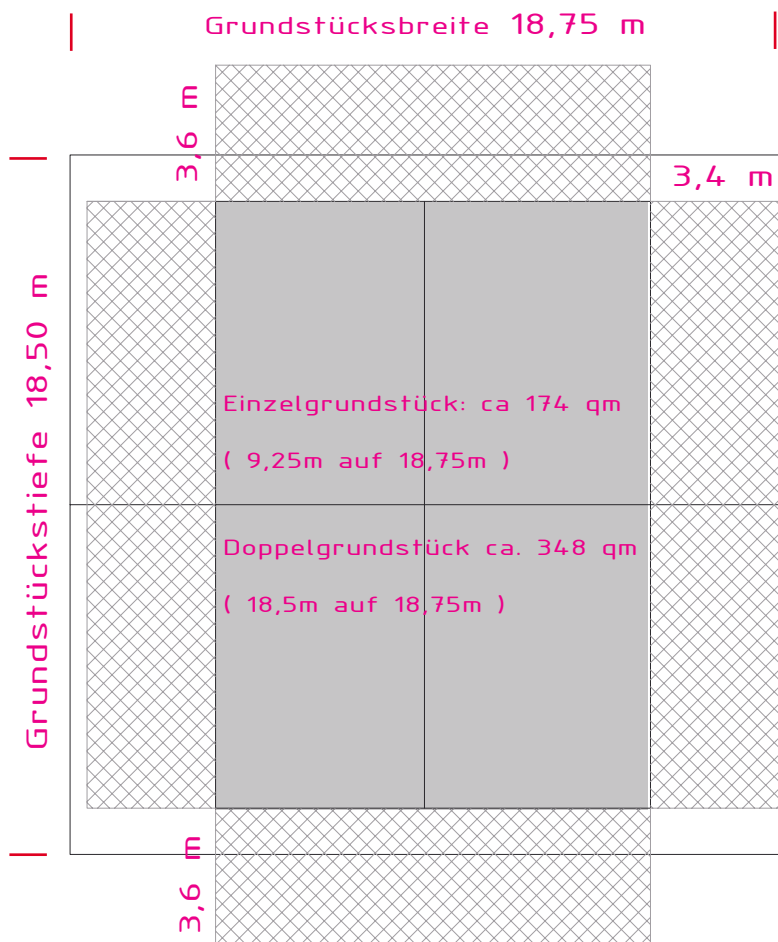 Grundstücksbreite 18,75 m
3,6 m
3,4 m
Grundstückstiefe 18,50 m
Einzelgrundstück: ca 174 qm
( 9,25m auf 18,75m )
Doppelgrundstück ca. 348 qm
( 18,5m auf 18,75m )
3,6 m